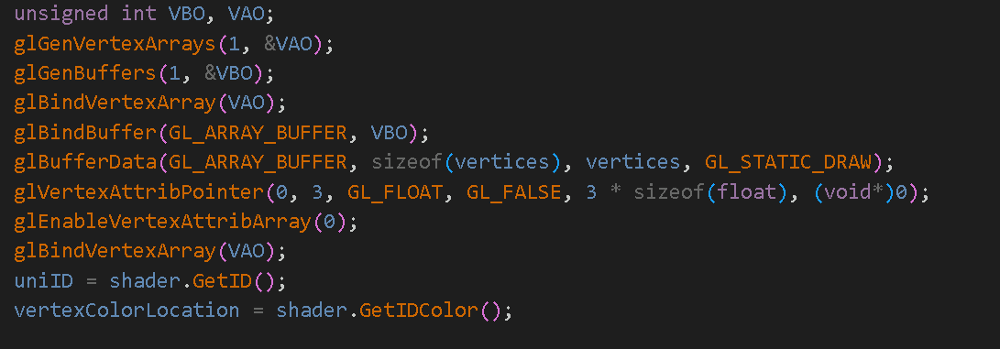 unsigned int VBO, VAO;
glGenVertexArrays(1, &VAO);
glGenBuffers(1, &VBO);
glBindVertexArray(VAO);
glBindBuffer(GL_ARRAY_BUFFER, VBO);
glBufferData(GL_ARRAY_BUFFER, sizeof(vertices), vertices, GL_STATIC_DRAW);
glVertexAttribPointer(0, 3, GL_FLOAT, GL_FALSE, 3 * sizeof(float), (void*)0);
glEnableVertexAttribArray(0);
glBindVertexArray(VAO);
uniID = shader.GetID();
vertexColorLocation = shader.GetIDColor();